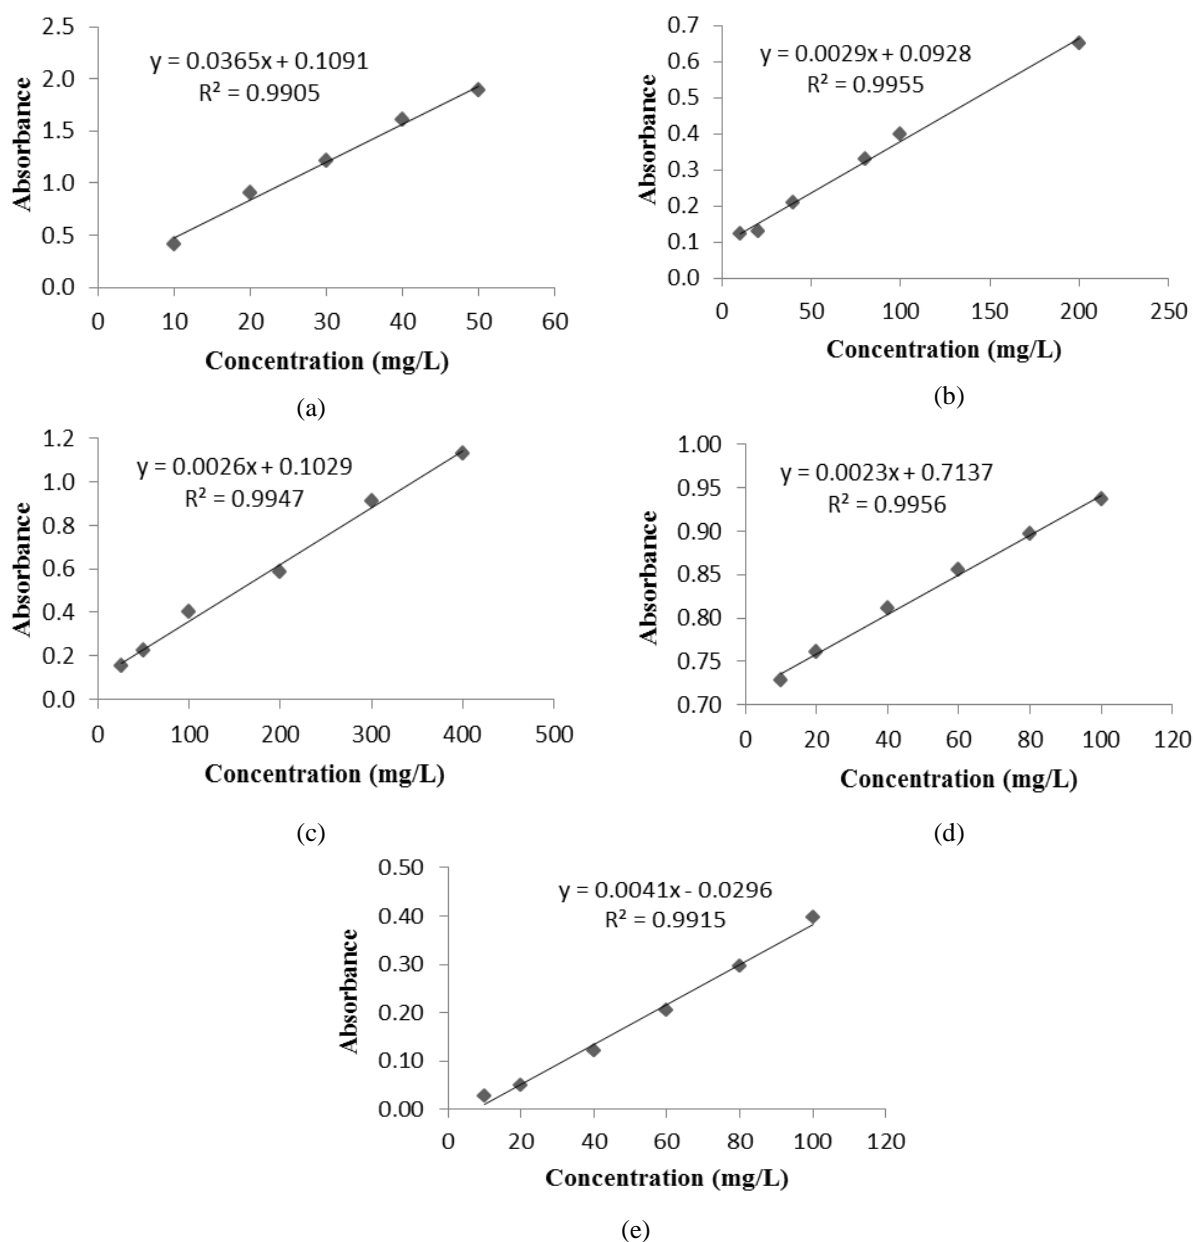 2.5
2.0
1.5
1.0
0.5
0.0
Absorbance
y = 0.0365x + 0.1091
R² = 0.9905
0 10 20 30 40 50 60
Concentration (mg/L)
(a)
0.7
0.6
0.5
0.4
0.3
0.2
0.1
0.0
Absorbance
y = 0.0029x + 0.0928
R² = 0.9955
0 50 100 150 200 250
Concentration (mg/L)
(b)
1.2
1.0
0.8
0.6
0.4
0.2
0.0
Absorbance
y = 0.0026x + 0.1029
R² = 0.9947
0 100 200 300 400 500
Concentration (mg/L)
(c)
1.00
0.95
0.90
0.85
0.80
0.75
0.70
Absorbance
y = 0.0023x + 0.7137
R² = 0.9956
0 20 40 60 80 100 120
Concentration (mg/L)
(d)
0.50
0.40
0.30
0.20
0.10
0.00
Absorbance
y = 0.0041x - 0.0296
R² = 0.9915
0 20 40 60 80 100 120
Concentration (mg/L)
(e)